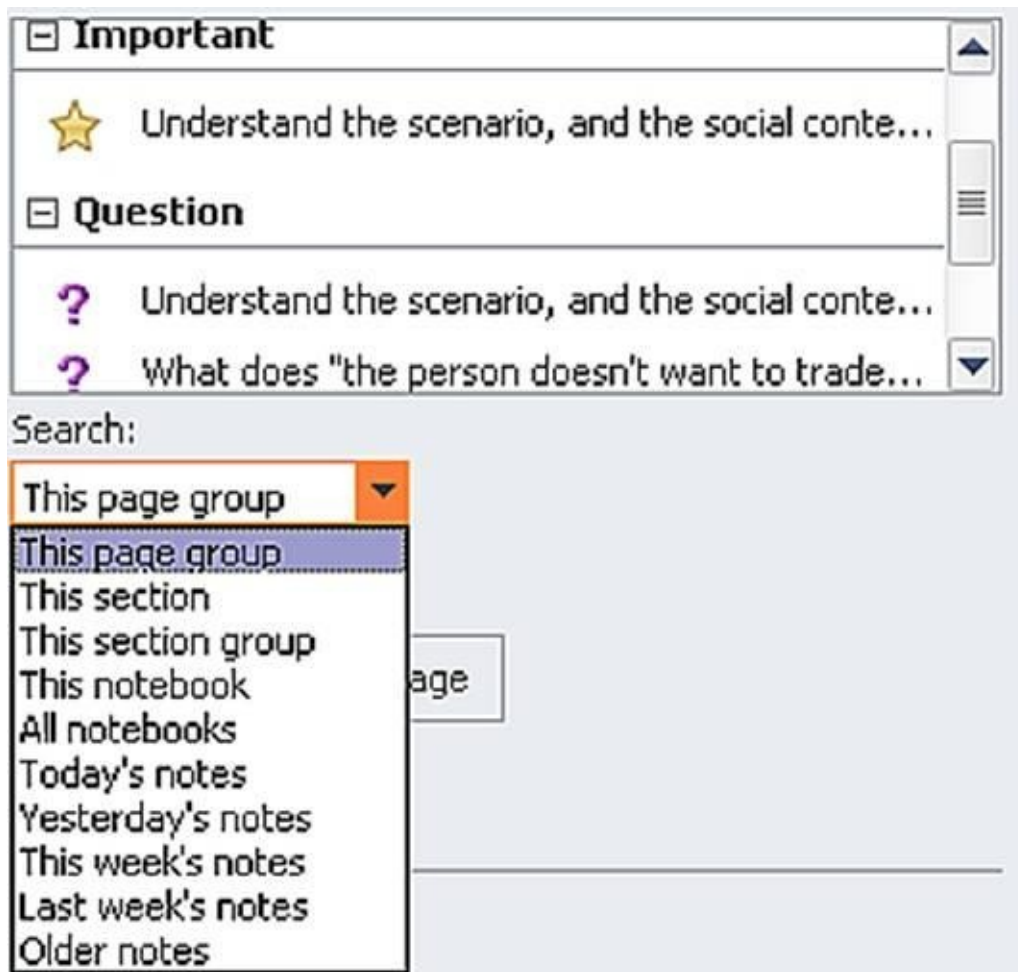 Important
Understand the scenario, and the social conte...
Question
Understand the scenario, and the social conte...
What does "the person doesn't want to trade...
Search:
This page group
This page group
This section
This section group
This notebook
age
All notebooks
Today's notes
Yesterday's notes
This week's notes
Last week's notes
Older notes